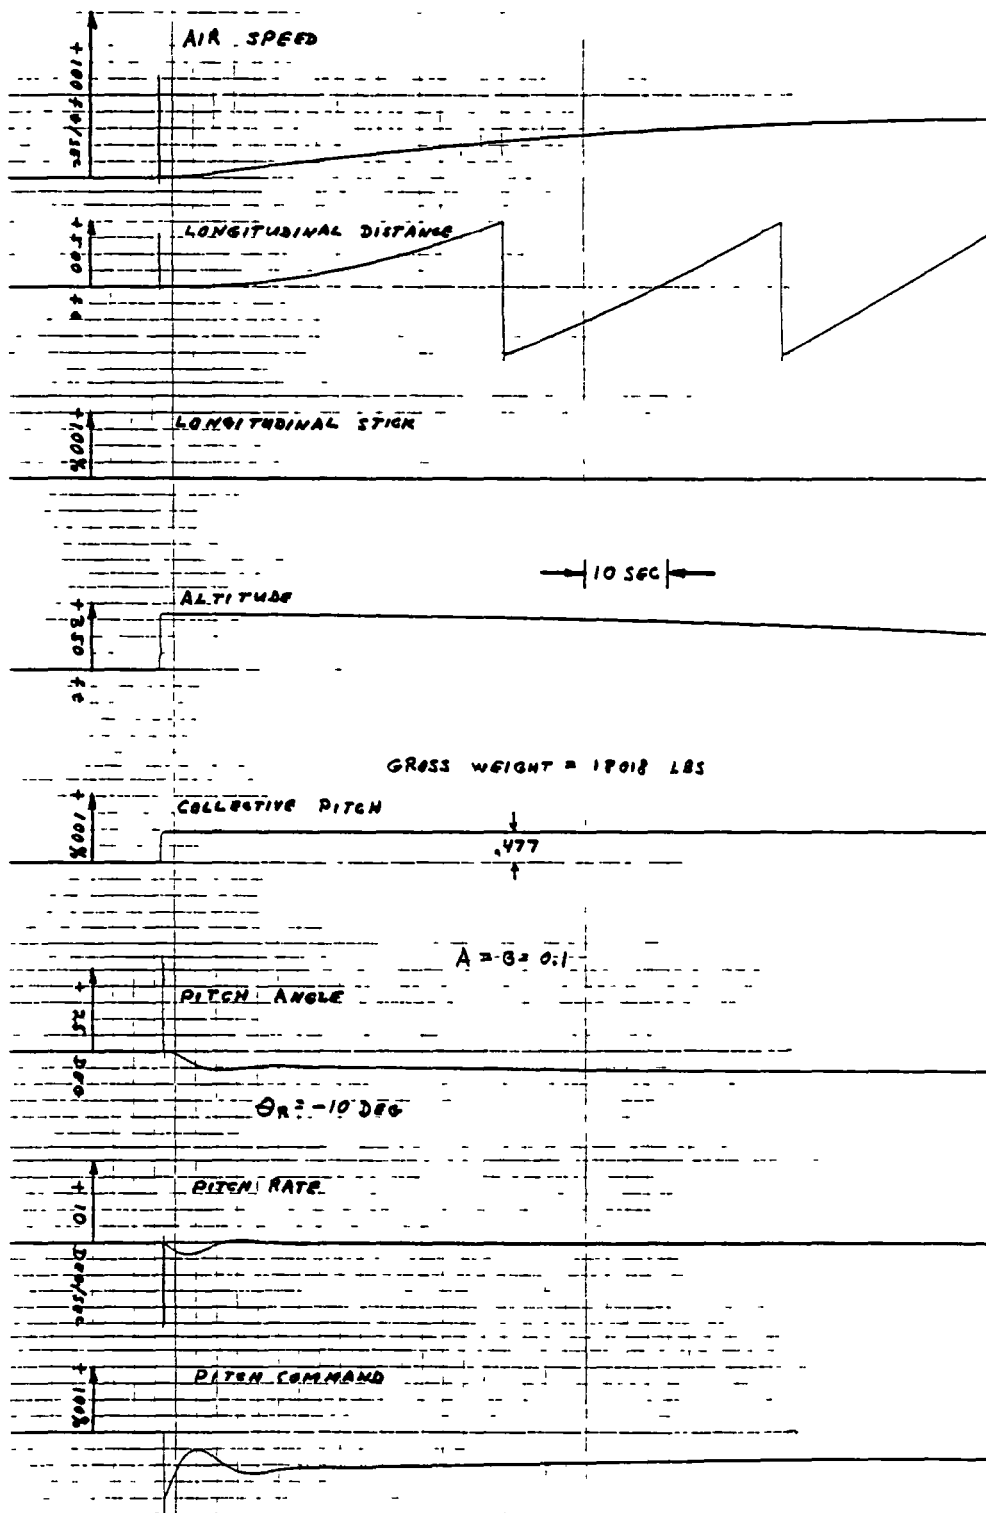 AIR SPEED
+100 ft/sec
LONGITUDINAL DISTANCE
+500 ft
LONGITUDINAL STICK
+100%
10 SEC
ALTITUDE
+250 ft
GROSS WEIGHT = 18018 LBS
COLLECTIVE PITCH
+100%
.477
A = B = 0.1
PITCH ANGLE
+25 DEG
θR = -10 DEG
PITCH RATE
+10 DEG/SEC
PITCH COMMAND
+100%